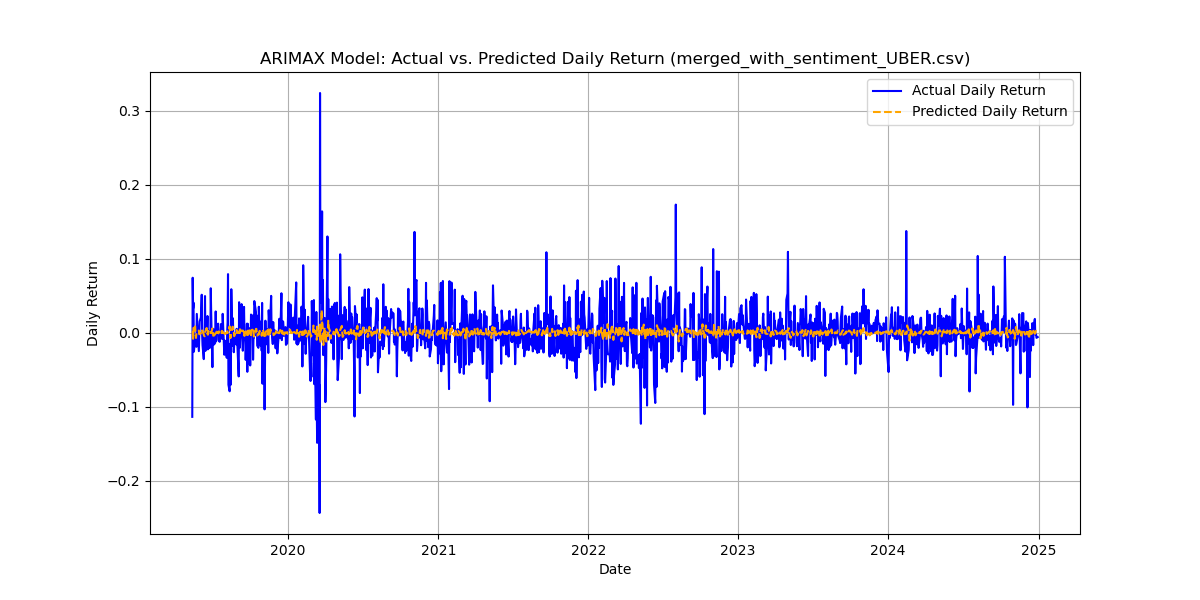 ARIMAX Model: Actual vs. Predicted Daily Return (merged_with_sentiment_UBER.csv)
Actual Daily Return
Predicted Daily Return
0.3
0.2
0.1
0.0
−0.1
−0.2
Daily Return
2020
2021
2022
2023
2024
2025
Date